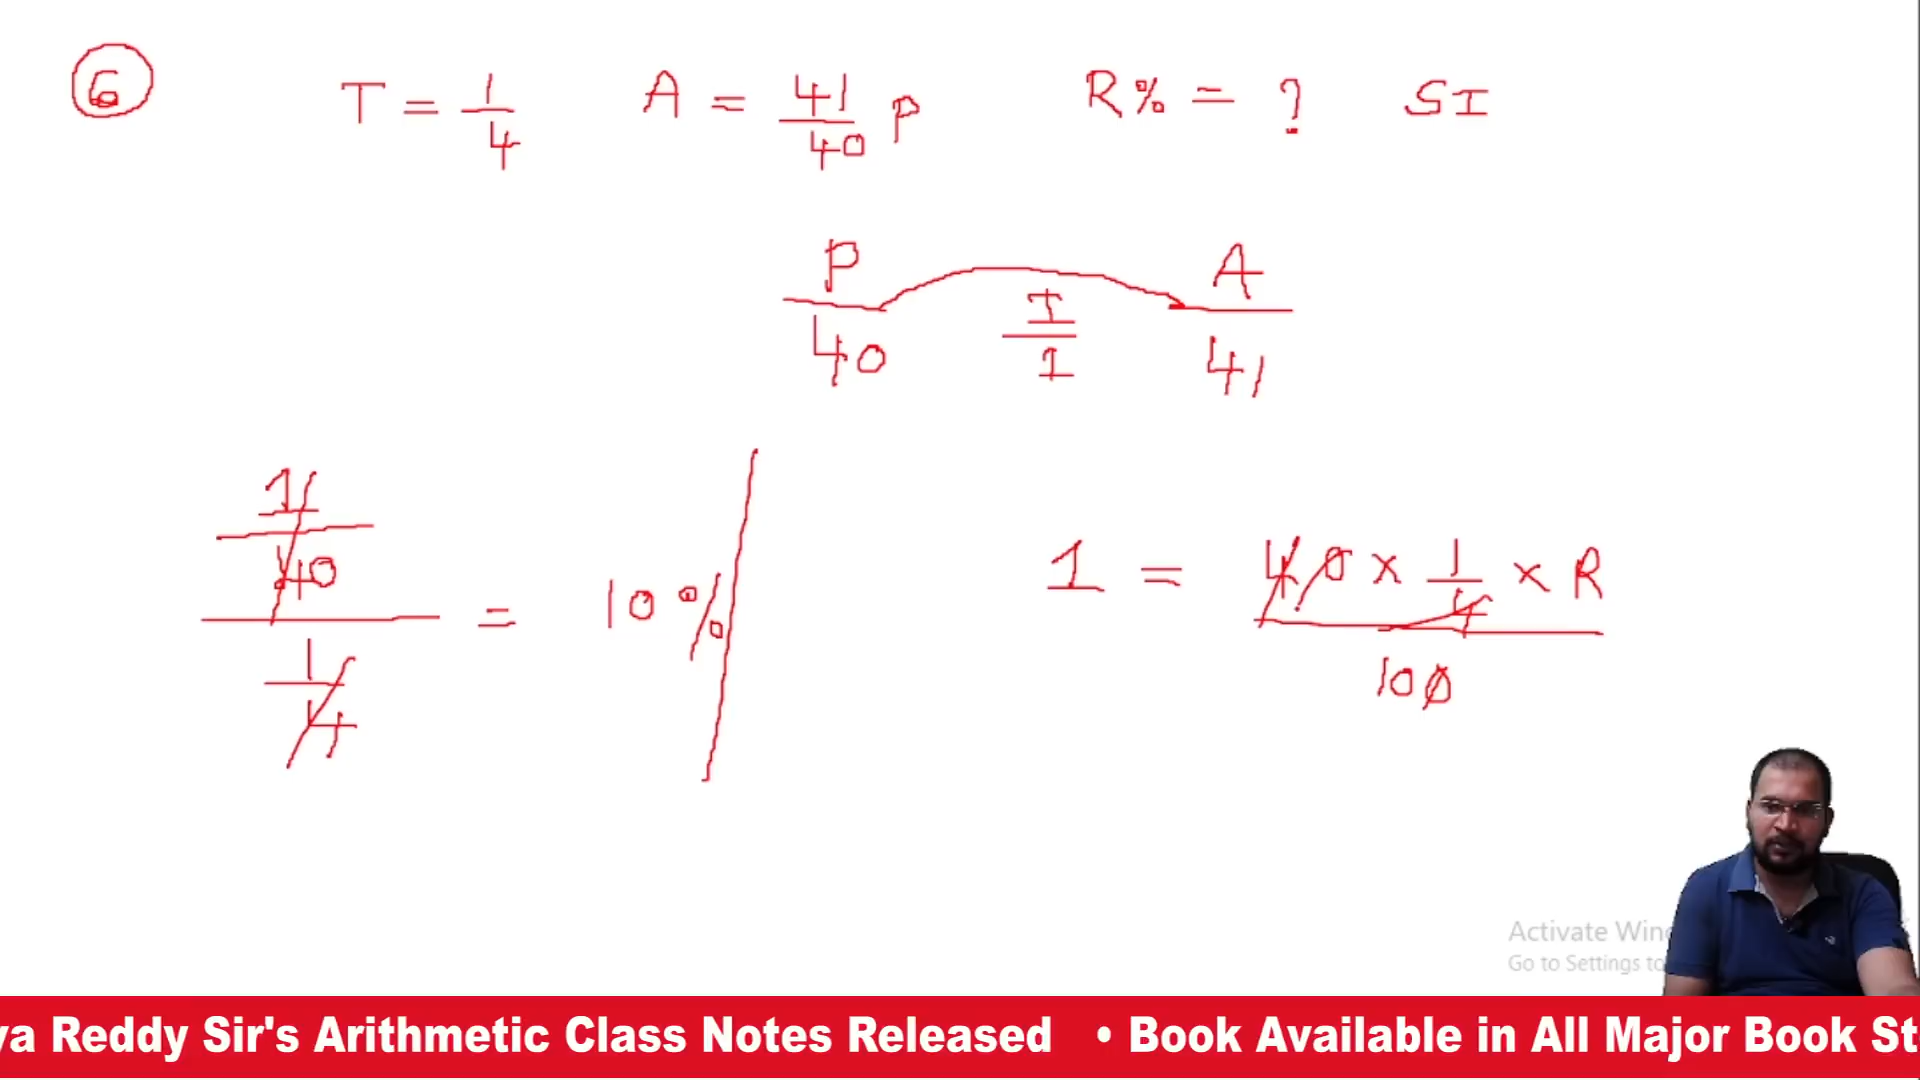 6 T = 1/4 A = 41/40 P R% = ? SI
P A
I
40 1 41
1/40 / 1/4 = 10%
1 = 40 × 1/4 × R / 100
Activate Win
Go to Settings to
ya Reddy Sir's Arithmetic Class Notes Released • Book Available in All Major Book St